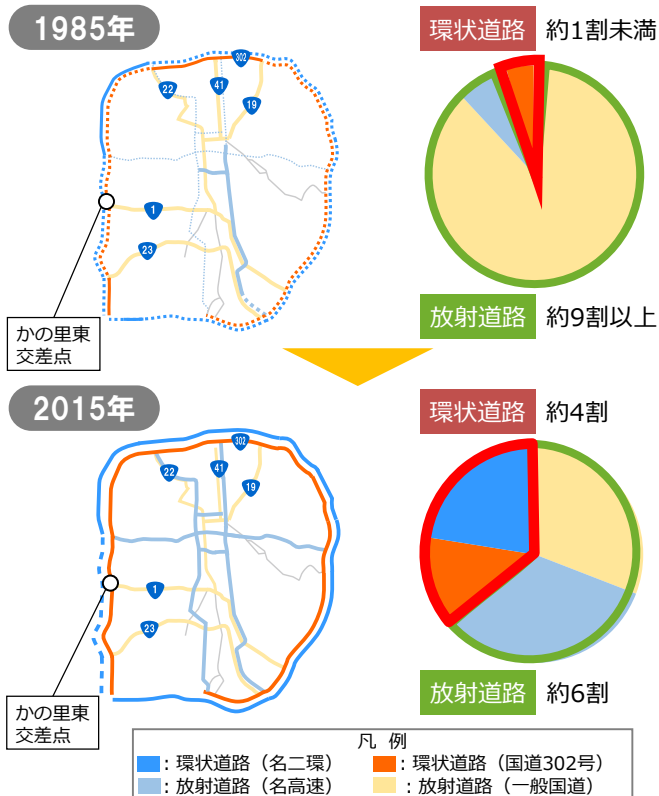 1985年
環状道路 約1割未満
302
22
41
19
1
23
かの里東
交差点
放射道路 約9割以上
2015年
環状道路 約4割
302
22
41
19
1
23
かの里東
交差点
放射道路 約6割
凡 例
：環状道路（名二環） ：環状道路（国道302号）
：放射道路（名高速） ：放射道路（一般国道）